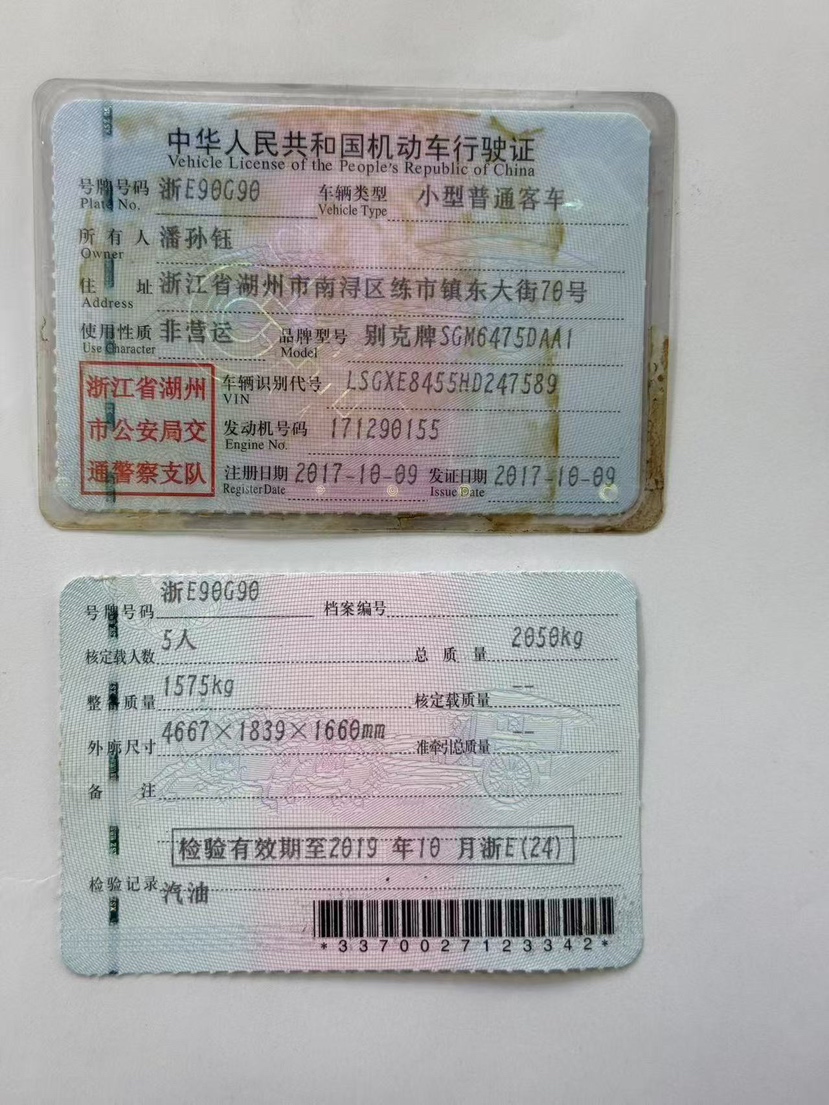 中华人民共和国机动车行驶证
Vehicle License of the People's Republic of China
号牌号码 浙E90G90 车辆类型 小型普通客车
Plate No. Vehicle Type
所有人 潘孙钰
Owner
住址 浙江省湖州市南浔区练市镇东大街70号
Address
使用性质 非营运 品牌型号 别克牌SGM6475DAA1
Use Character Model
浙江省湖州 车辆识别代号 LSGXE8455HD247589
VIN
市公安局交 发动机号码 171290155
Engine No.
通警察支队 注册日期 2017-10-09 发证日期 2017-10-09
Register Date Issue Date
号牌号码 浙E90G90 档案编号
核定载人数 5人 总质量 2050kg
整备质量 1575kg 核定载质量 --
外廓尺寸 4667×1839×1660mm 准牵引总质量 --
备注
检验有效期至2019 年10 月浙E(24)
检验记录 汽油
*3370027123342*